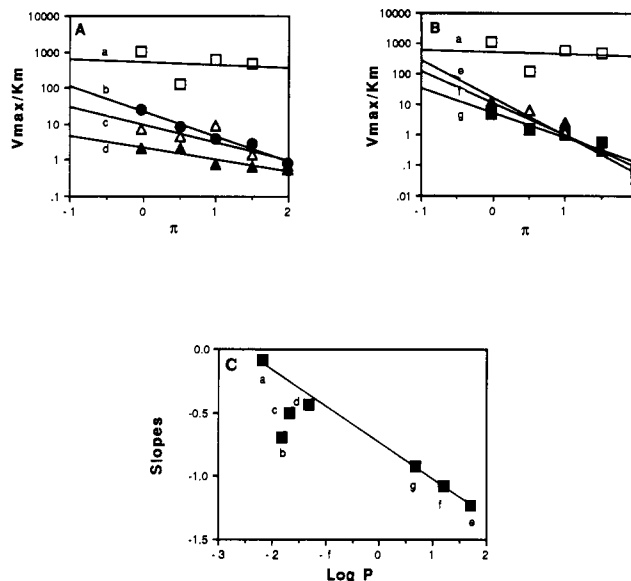 A
B
10000
1000
100
10
1
.1
Vmax/Km
a
b
c
d
-1
0
1
2
π
10000
1000
100
10
1
.1
.01
Vmax/Km
a
e
f
g
-1
0
1
π
C
0.0
-0.5
-1.0
-1.5
Slopes
a
d
c
b
g
f
e
-3
-2
-1
0
1
2
Log P